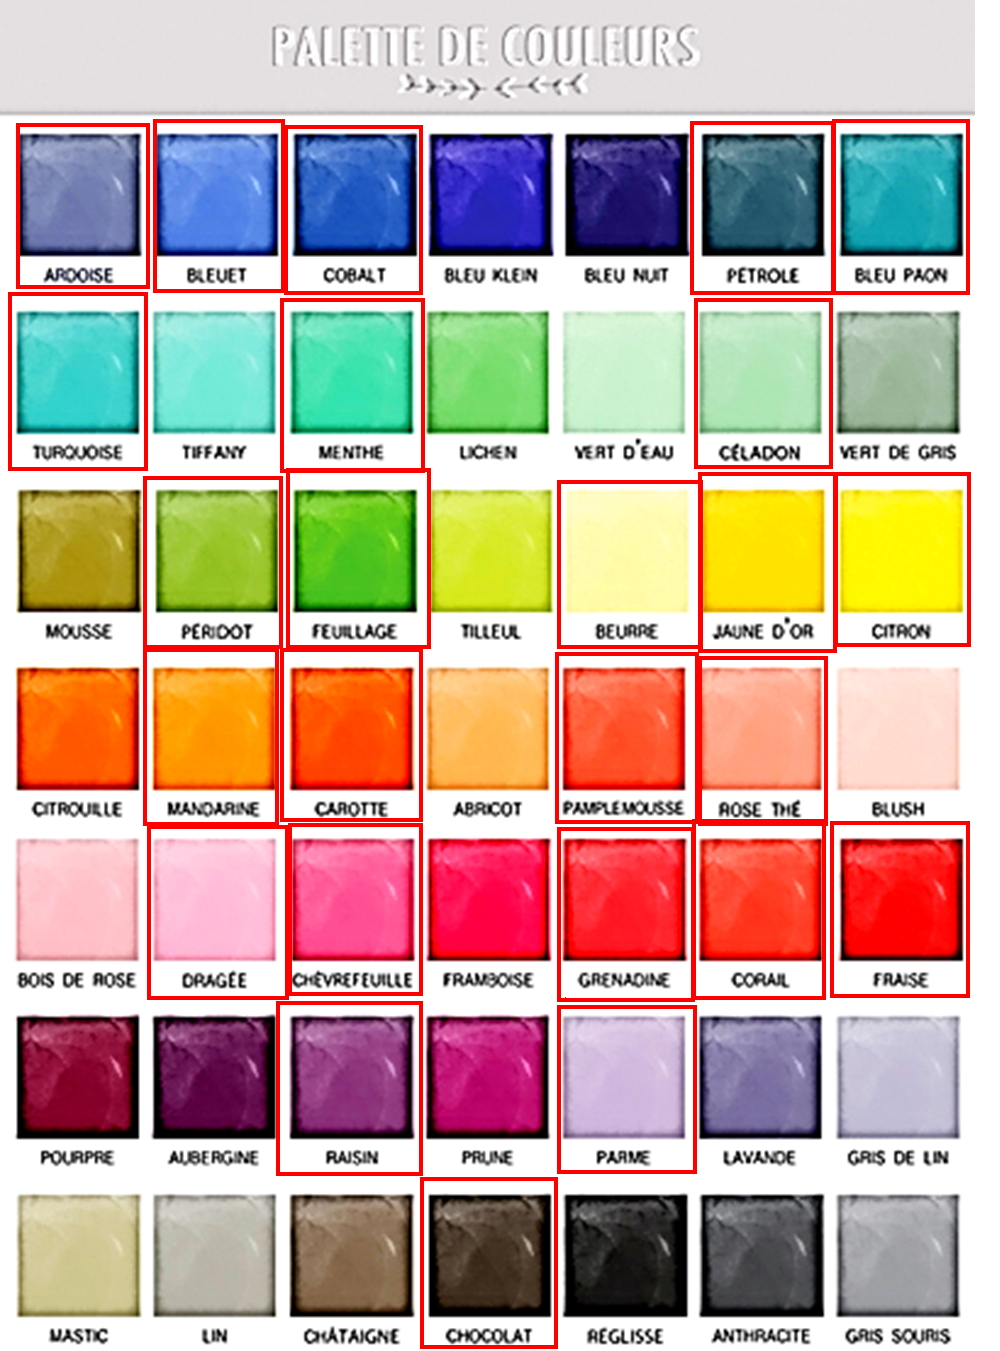 PALETTE DE COULEURS
ARDOISE BLEUET COBALT BLEU KLEIN BLEU NUIT PÉTROLE BLEU PAON
TURQUOISE TIFFANY MENTHE LICHEN VERT D'EAU CÉLADON VERT DE GRIS
MOUSSE PÉRIDOT FEUILLAGE TILLEUL BEURRE JAUNE D'OR CITRON
CITROUILLE MANDARINE CAROTTE ABRICOT PAMPLEMOUSSE ROSE THÉ BLUSH
BOIS DE ROSE DRAGÉE CHÈVREFEUILLE FRAMBOISE GRENADINE CORAIL FRAISE
POURPRE AUBERGINE RAISIN PRUNE PARME LAVANDE GRIS DE LIN
MASTIC LIN CHÂTAIGNE CHOCOLAT RÉGLISSE ANTHRACITE GRIS SOURIS